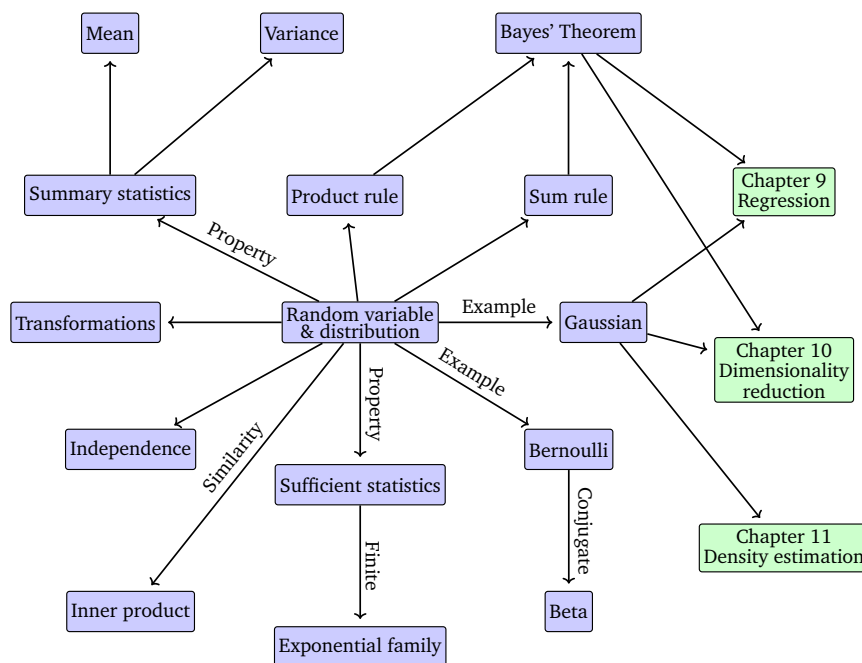 Mean
Variance
Bayes’ Theorem
Summary statistics
Product rule
Sum rule
Chapter 9
Regression
Property
Transformations
Random variable
& distribution
Example
Gaussian
Chapter 10
Dimensionality
reduction
Example
Property
Similarity
Independence
Bernoulli
Sufficient statistics
Conjugate
Finite
Chapter 11
Density estimation
Inner product
Beta
Exponential family